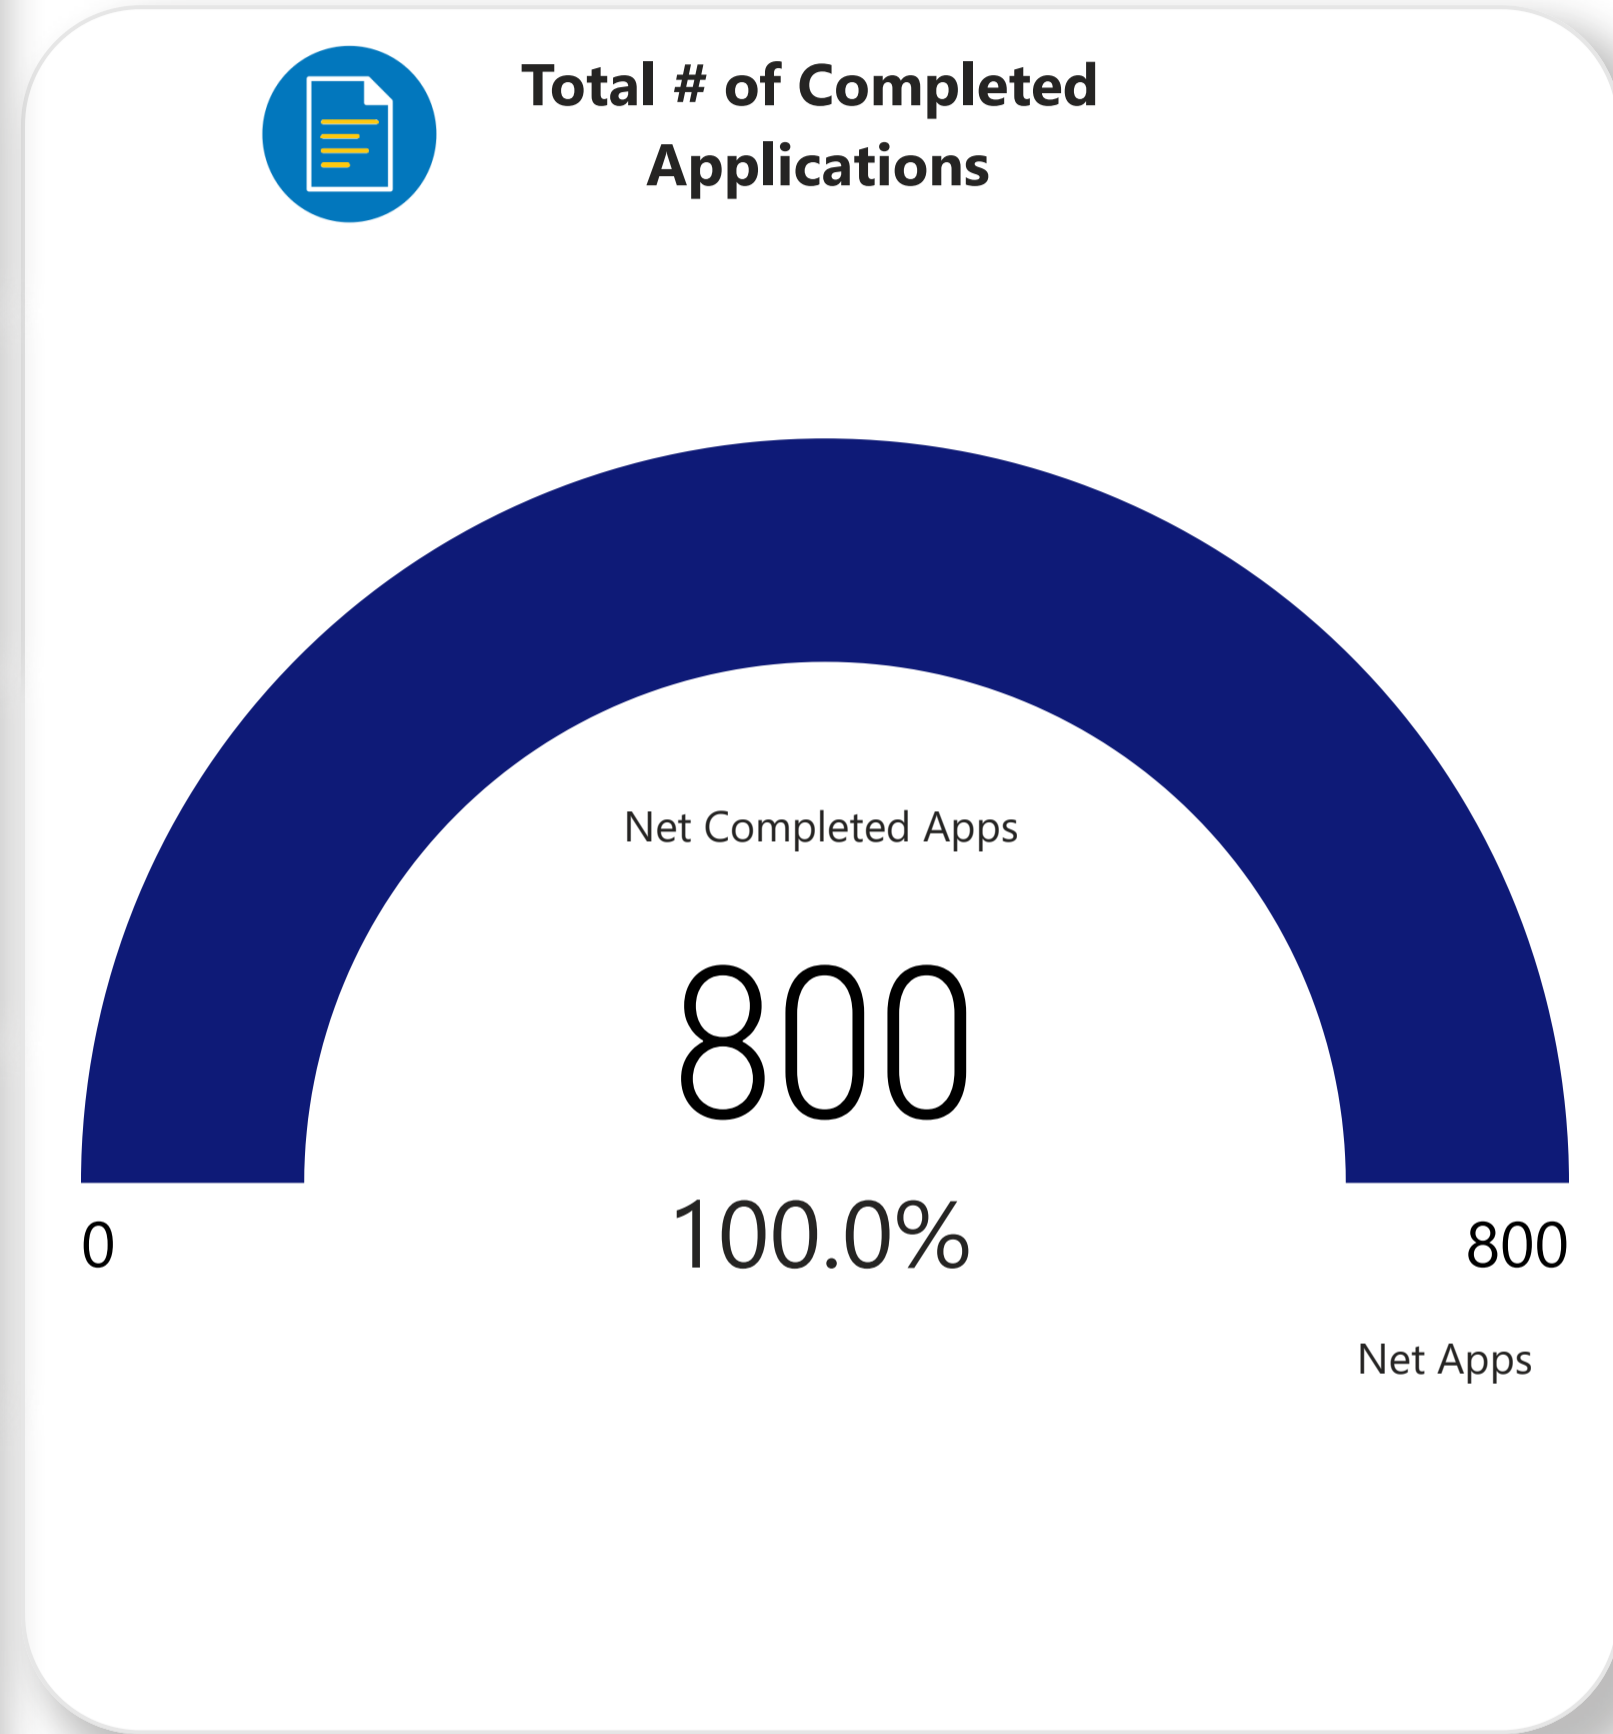 Total # of Completed
Applications
Net Completed Apps
800
100.0%
0
800
Net Apps